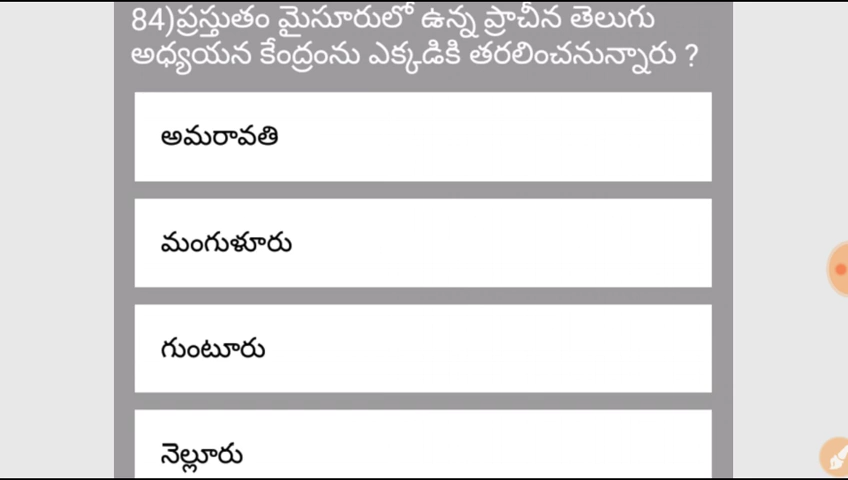 84)ప్రస్తుతం మైసూరులో ఉన్న ప్రాచీన తెలుగు
అధ్యయన కేంద్రంను ఎక్కడికి తరలించనున్నారు ?
అమరావతి
మంగుళూరు
గుంటూరు
నెల్లూరు